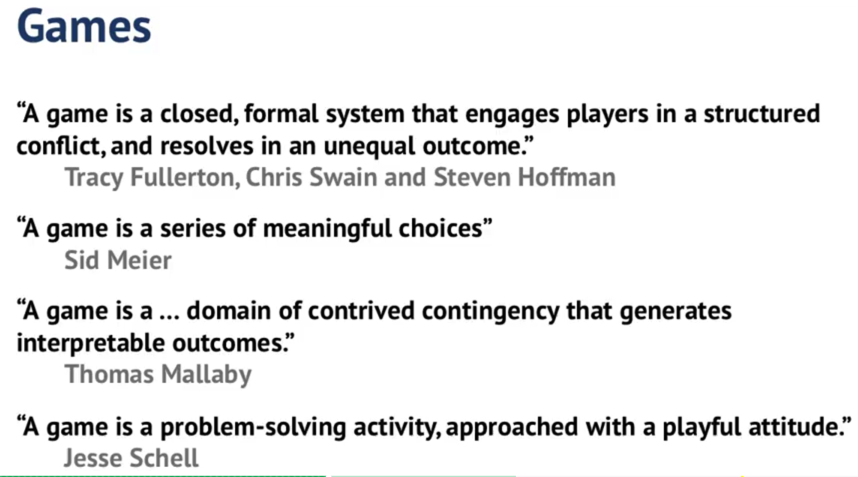 Games
“A game is a closed, formal system that engages players in a structured
conflict, and resolves in an unequal outcome.”
Tracy Fullerton, Chris Swain and Steven Hoffman
“A game is a series of meaningful choices”
Sid Meier
“A game is a ... domain of contrived contingency that generates
interpretable outcomes.”
Thomas Mallaby
“A game is a problem-solving activity, approached with a playful attitude.”
Jesse Schell